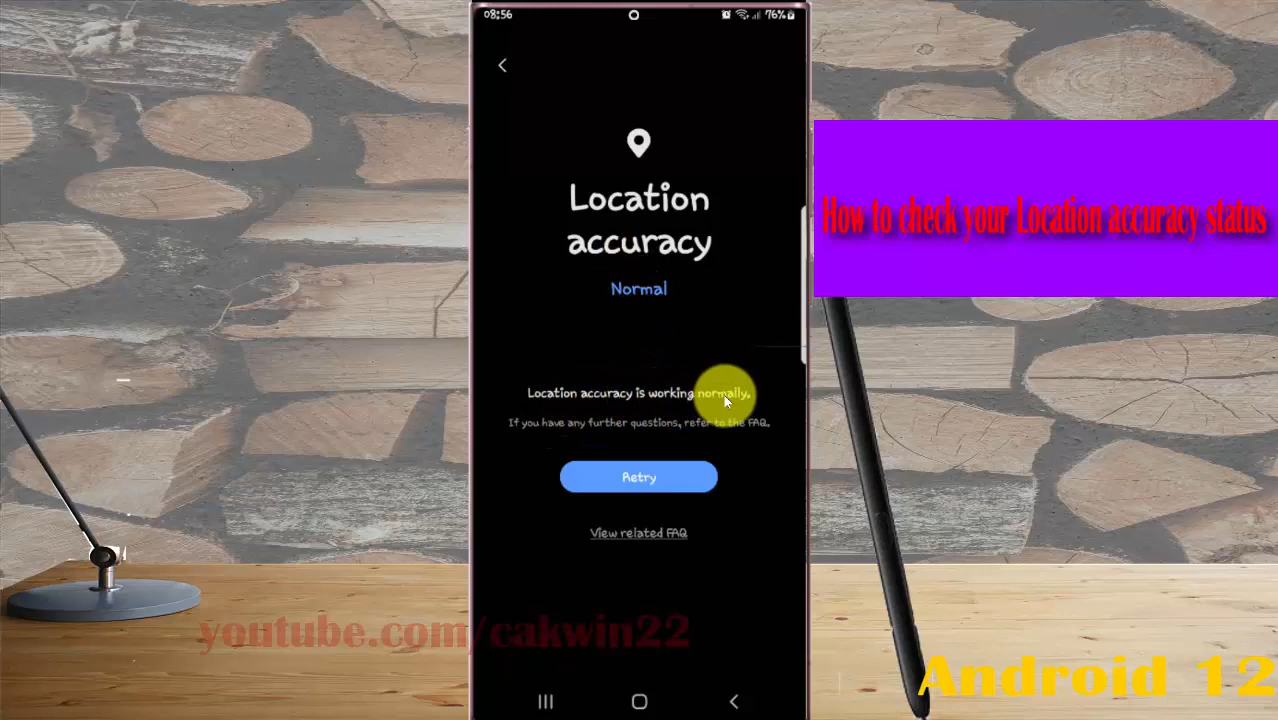 08:56
76%
Location
accuracy
Normal
Location accuracy is working normally.
If you have any further questions, refer to the FAQ.
Retry
View related FAQ
How to check your Location accuracy status
youtube.com/cakwin22
Android 12